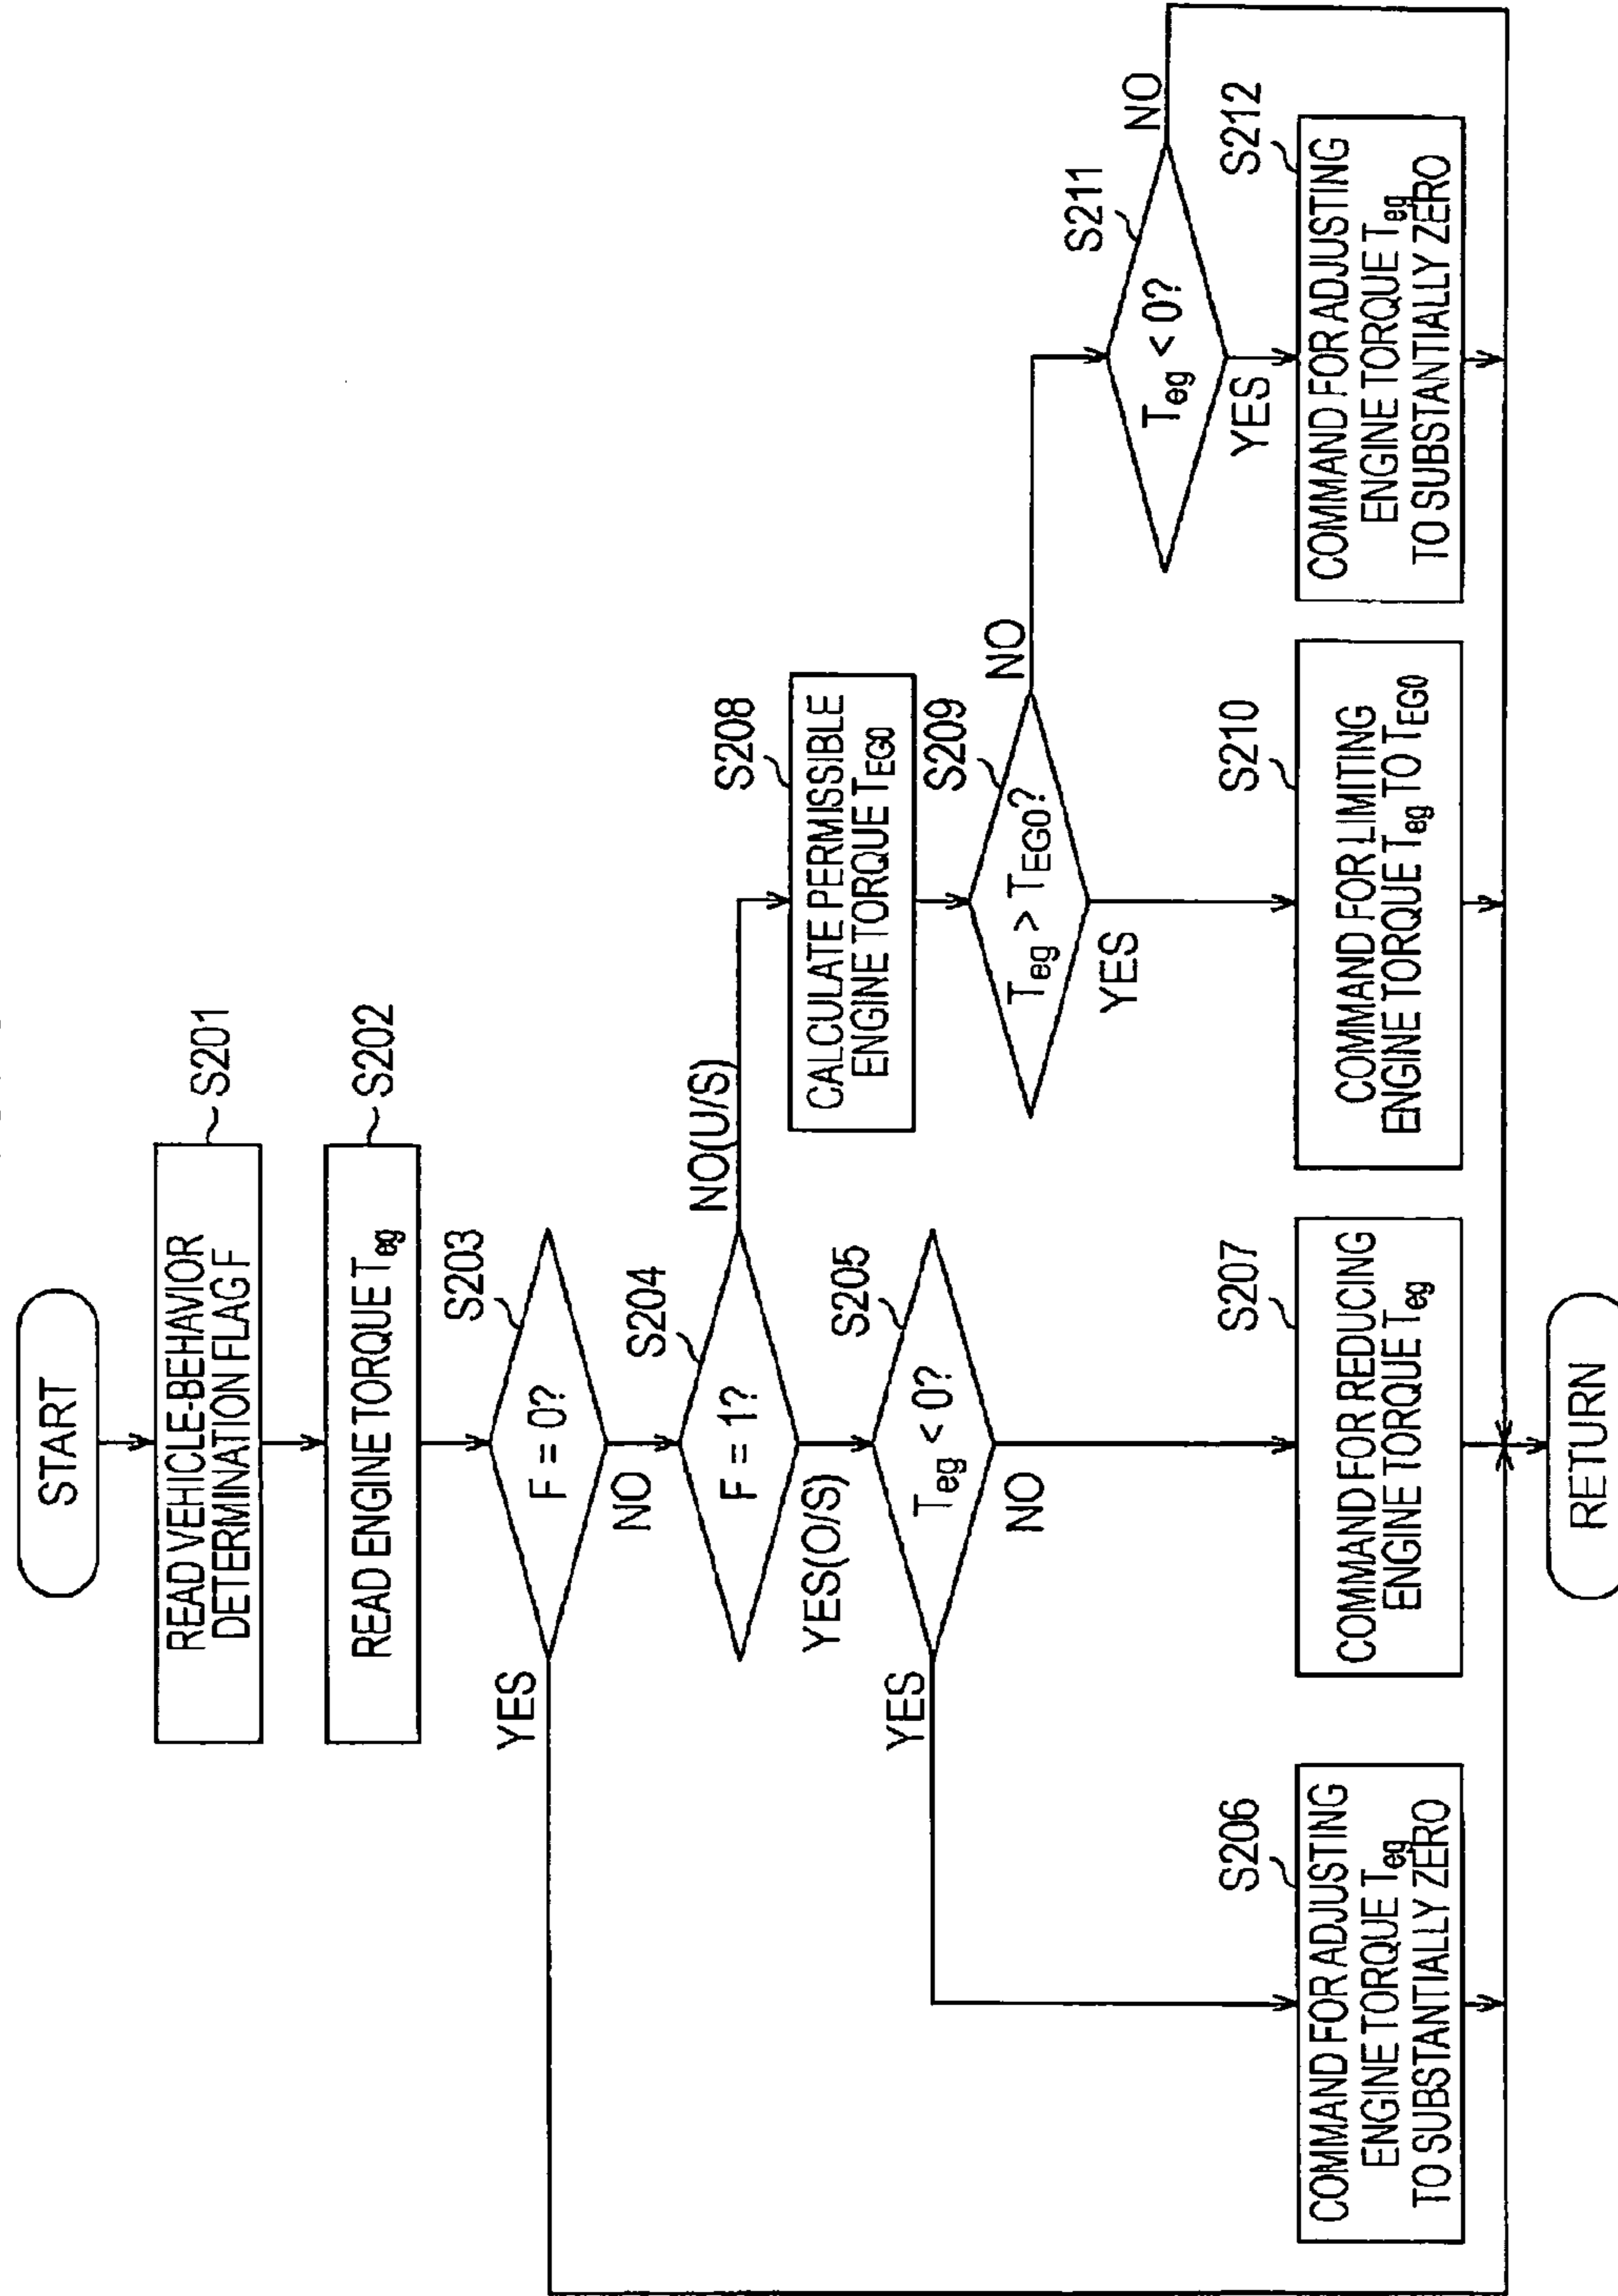 START
READ VEHICLE-BEHAVIOR
DETERMINATION FLAG F
S201
READ ENGINE TORQUE Teg
S202
F = 0?
S203
YES
NO
F = 1?
S204
NO(U/S)
YES(O/S)
Teg < 0?
S205
YES
NO
COMMAND FOR ADJUSTING
ENGINE TORQUE Teg
TO SUBSTANTIALLY ZERO
S206
COMMAND FOR REDUCING
ENGINE TORQUE Teg
S207
CALCULATE PERMISSIBLE
ENGINE TORQUE TEG0
S208
Teg > TEG0?
S209
NO
YES
COMMAND FOR LIMITING
ENGINE TORQUE Teg TO TEG0
S210
Teg < 0?
S211
NO
YES
COMMAND FOR ADJUSTING
ENGINE TORQUE Teg
TO SUBSTANTIALLY ZERO
S212
RETURN